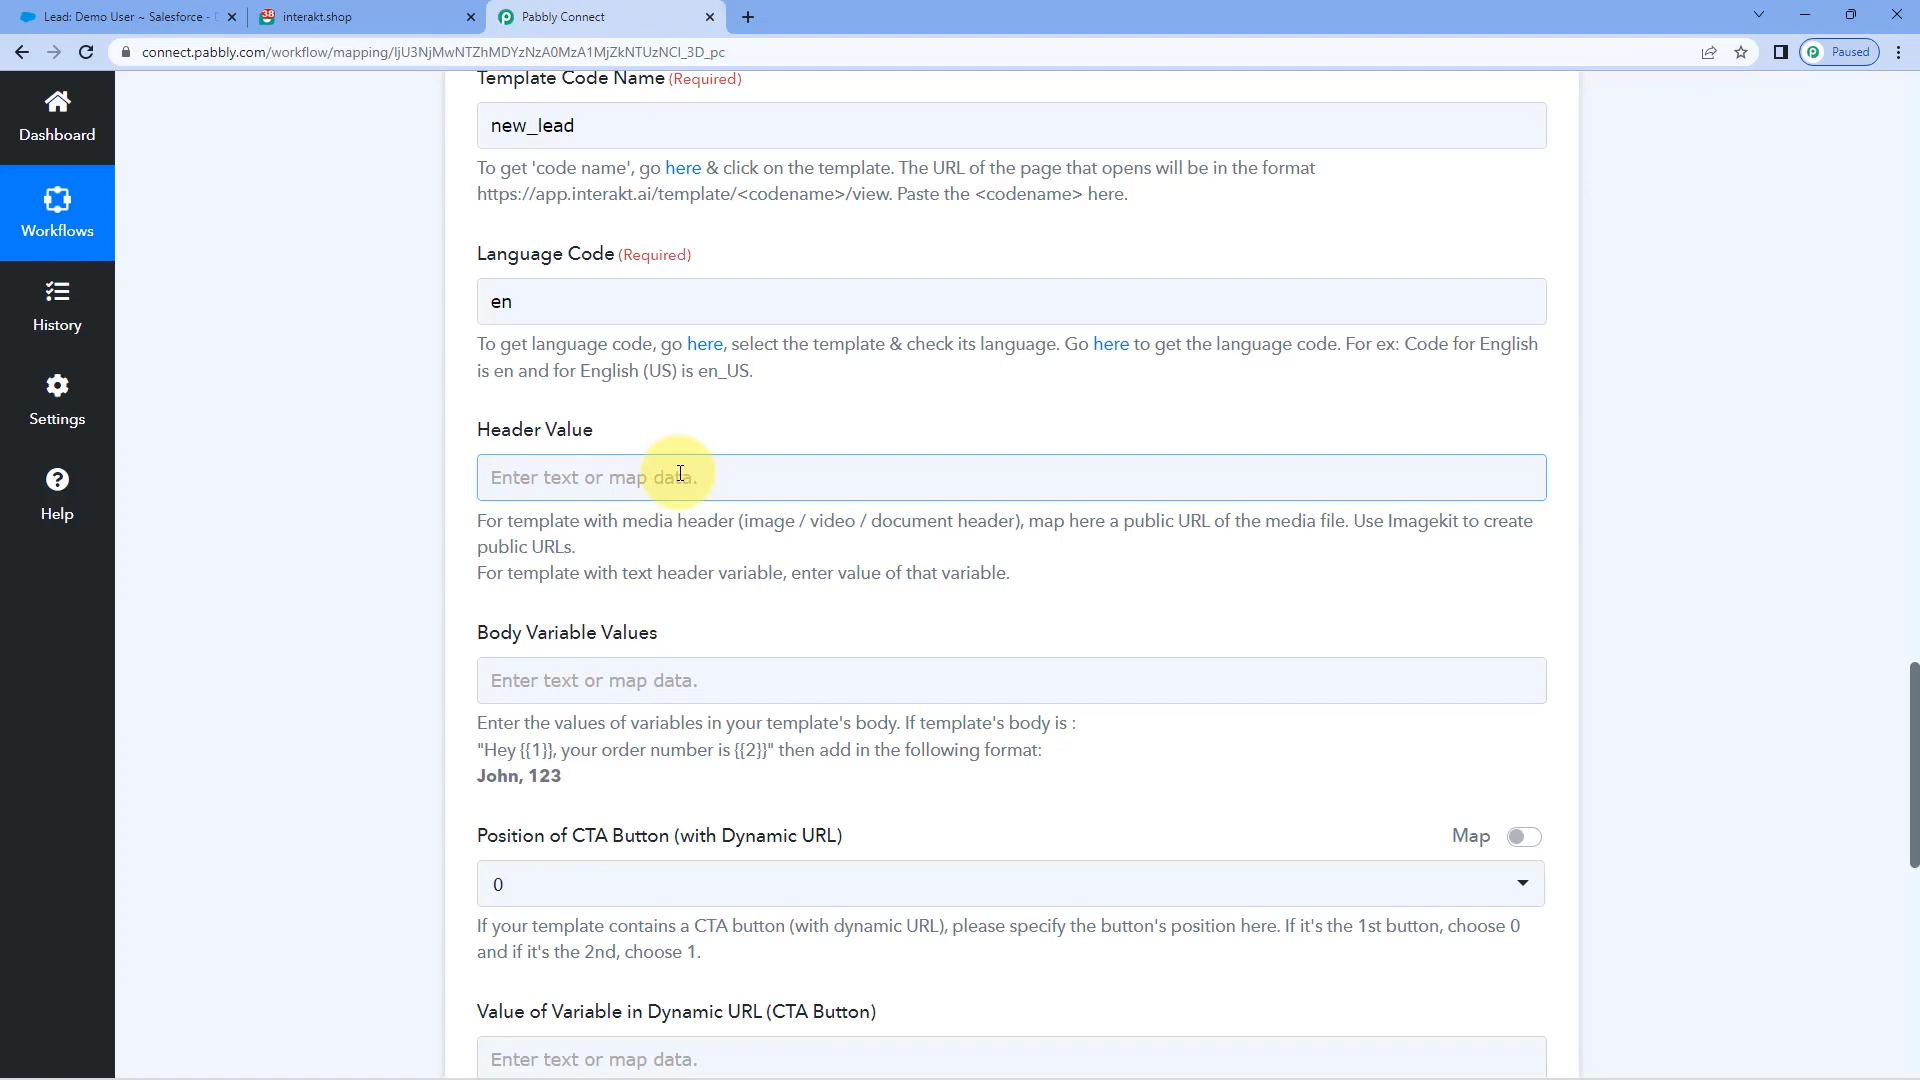 Lead: Demo User ~ Salesforce -
38
interakt.shop
Pabbly Connect
connect.pabbly.com/workflow/mapping/IjU3NjMwNTZhMDYzNzA0MzA1MjZkNTUzNCI_3D_pc
Paused
Dashboard
Workflows
History
Settings
Help
Template Code Name (Required)
new_lead
To get 'code name', go here & click on the template. The URL of the page that opens will be in the format
https://app.interakt.ai/template/<codename>/view. Paste the <codename> here.
Language Code (Required)
en
To get language code, go here, select the template & check its language. Go here to get the language code. For ex: Code for English
is en and for English (US) is en_US.
Header Value
Enter text or map data.
For template with media header (image / video / document header), map here a public URL of the media file. Use Imagekit to create
public URLs.
For template with text header variable, enter value of that variable.
Body Variable Values
Enter text or map data.
Enter the values of variables in your template's body. If template's body is :
"Hey {{1}}, your order number is {{2}}" then add in the following format:
John, 123
Position of CTA Button (with Dynamic URL)
Map
0
If your template contains a CTA button (with dynamic URL), please specify the button's position here. If it's the 1st button, choose 0
and if it's the 2nd, choose 1.
Value of Variable in Dynamic URL (CTA Button)
Enter text or map data.